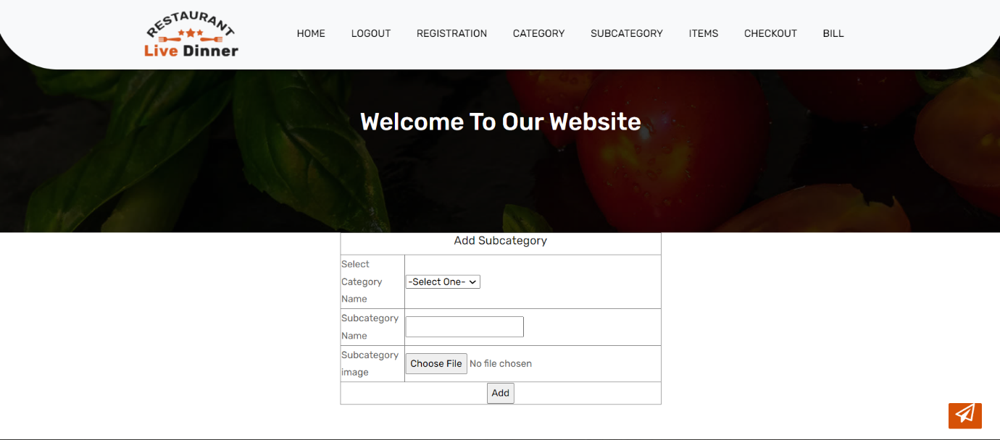 RESTAURANT
Live Dinner
HOME LOGOUT REGISTRATION CATEGORY SUBCATEGORY ITEMS CHECKOUT BILL
Welcome To Our Website
Add Subcategory
Select
Category
Name
-Select One-
Subcategory
Name
Subcategory
image
Choose File No file chosen
Add